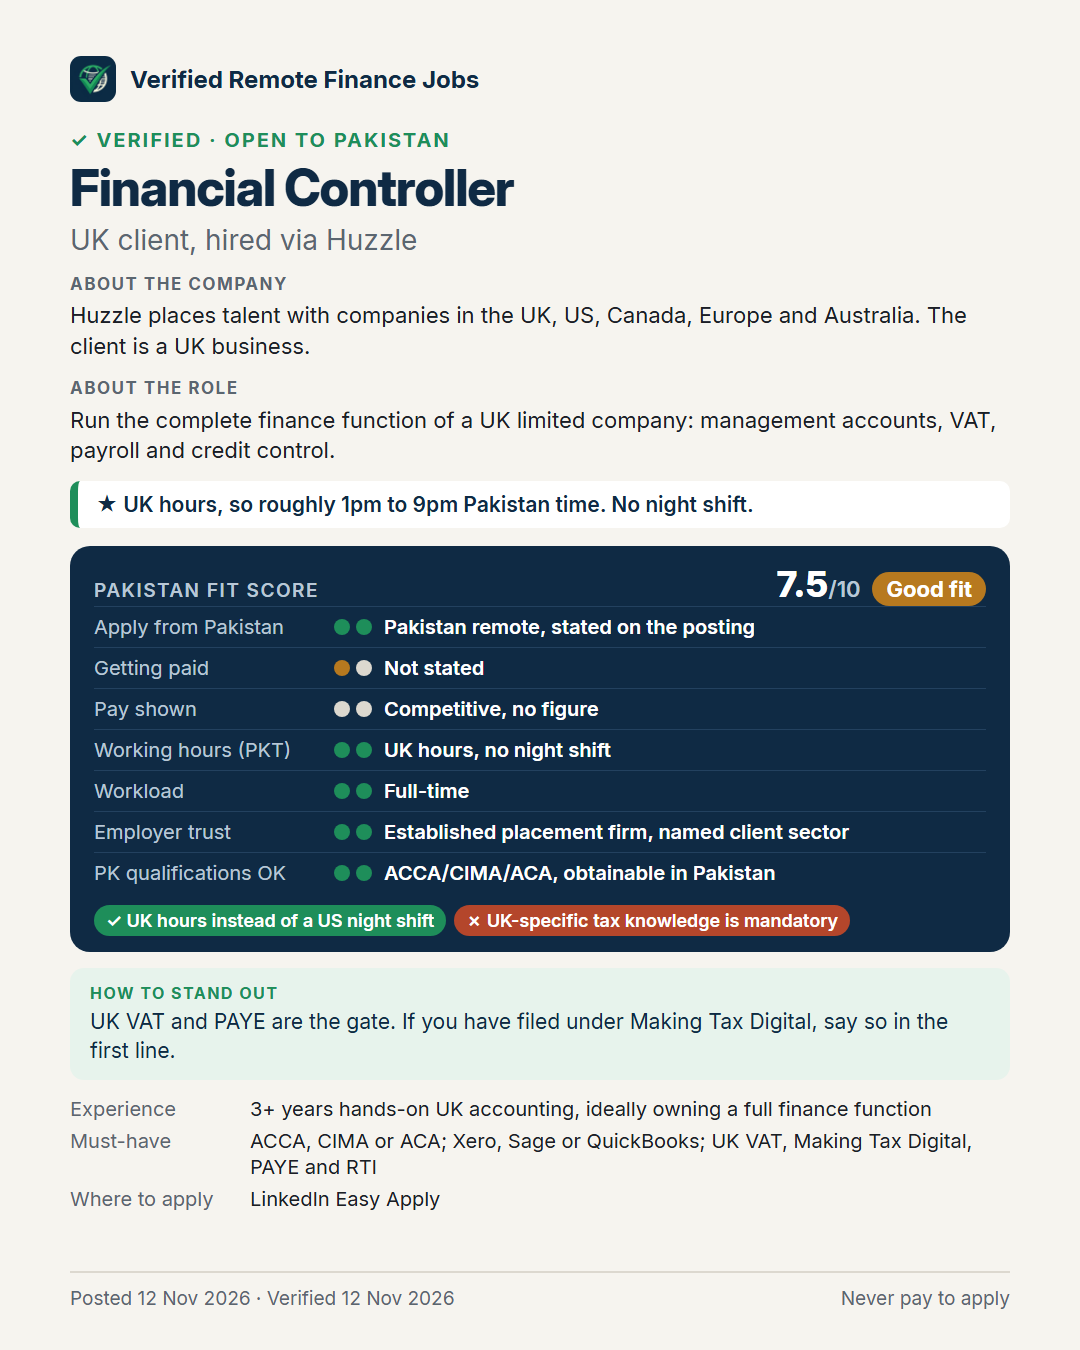 Verified Remote Finance Jobs
✓ VERIFIED · OPEN TO PAKISTAN
Financial Controller
UK client, hired via Huzzle
ABOUT THE COMPANY
Huzzle places talent with companies in the UK, US, Canada, Europe and Australia. The
client is a UK business.
ABOUT THE ROLE
Run the complete finance function of a UK limited company: management accounts, VAT,
payroll and credit control.
★ UK hours, so roughly 1pm to 9pm Pakistan time. No night shift.
PAKISTAN FIT SCORE 7.5/10 Good fit
Apply from Pakistan Pakistan remote, stated on the posting
Getting paid Not stated
Pay shown Competitive, no figure
Working hours (PKT) UK hours, no night shift
Workload Full-time
Employer trust Established placement firm, named client sector
PK qualifications OK ACCA/CIMA/ACA, obtainable in Pakistan
✓ UK hours instead of a US night shift × UK-specific tax knowledge is mandatory
HOW TO STAND OUT
UK VAT and PAYE are the gate. If you have filed under Making Tax Digital, say so in the
first line.
Experience 3+ years hands-on UK accounting, ideally owning a full finance function
Must-have ACCA, CIMA or ACA; Xero, Sage or QuickBooks; UK VAT, Making Tax Digital,
PAYE and RTI
Where to apply LinkedIn Easy Apply
Posted 12 Nov 2026 · Verified 12 Nov 2026 Never pay to apply